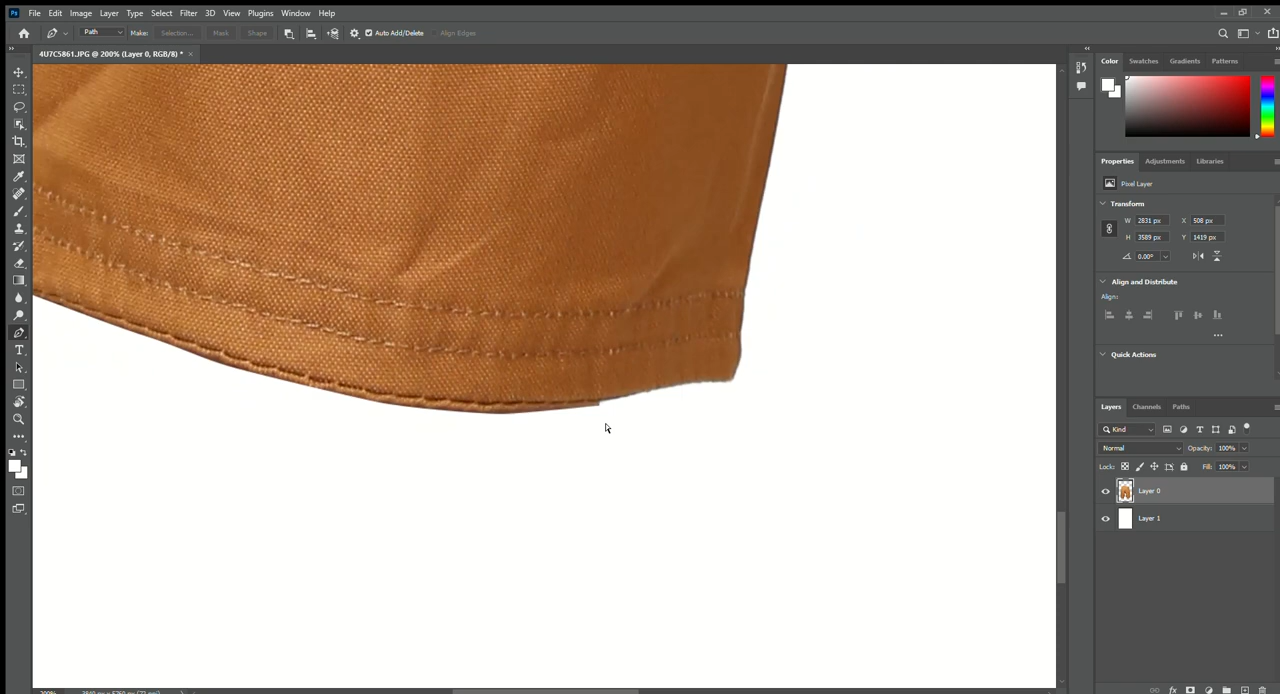 Ps File Edit Image Layer Type Select Filter 3D View Plugins Window Help
Path Make: Selection... Mask Shape Auto Add/Delete Align Edges
4U7C5861.JPG @ 200% (Layer 0, RGB/8) * ×
Color Swatches Gradients Patterns
Properties Adjustments Libraries
Pixel Layer
Transform
W 2831 px X 508 px
H 3589 px Y 1419 px
0.00°
Align and Distribute
Align:
Quick Actions
Layers Channels Paths
Kind
Normal Opacity: 100%
Lock: Fill: 100%
Layer 0
Layer 1